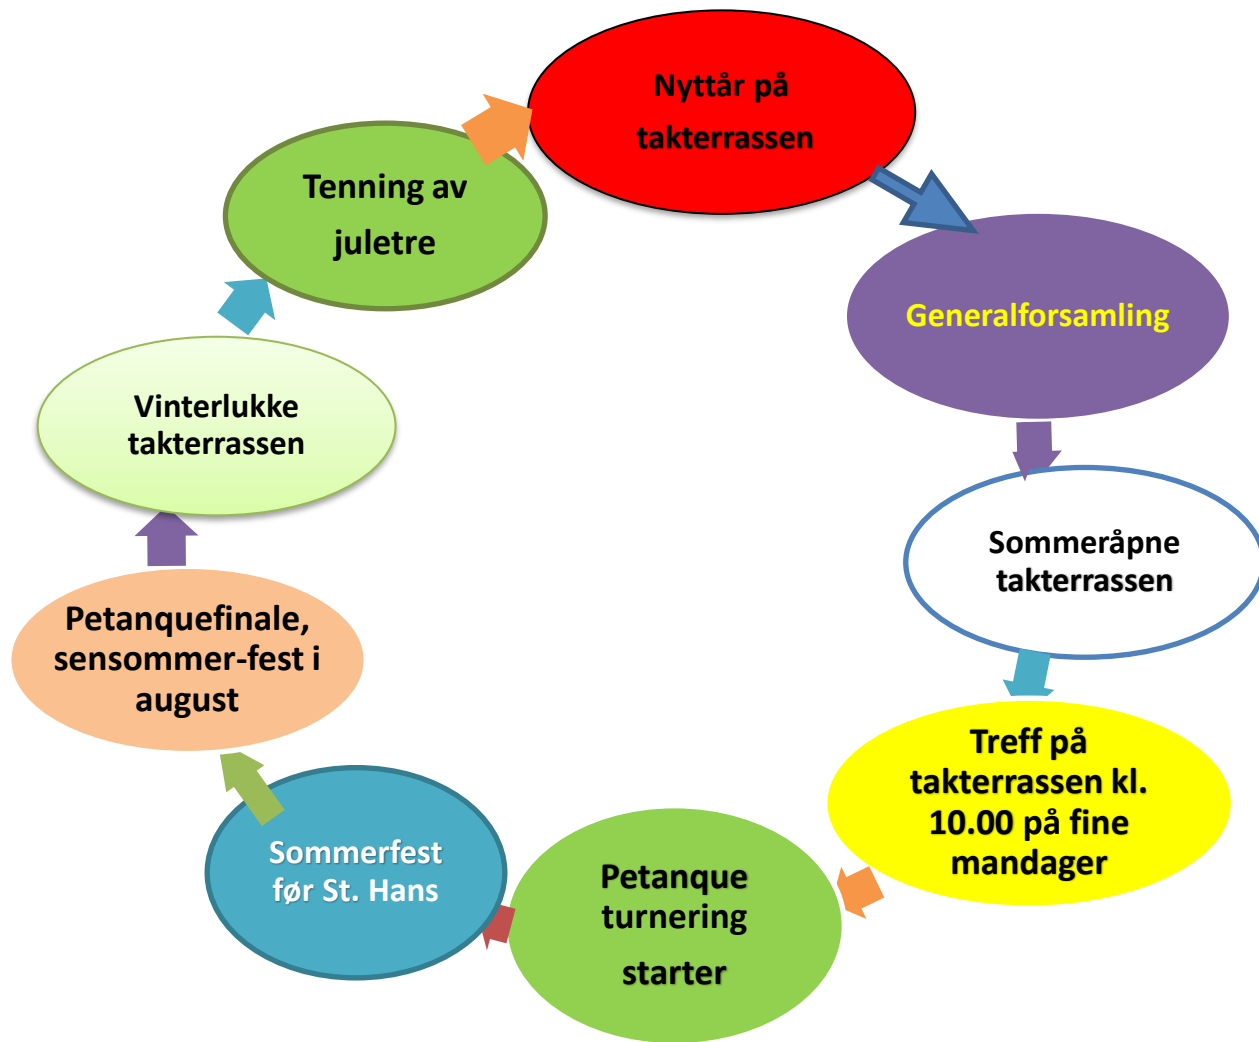 Nyttår på
takterrassen
Generalforsamling
Sommeråpne
takterrassen
Treff på
takterrassen kl.
10.00 på fine
mandager
Petanque
turnering
starter
Sommerfest
før St. Hans
Petanquefinale,
sensommer-fest i
august
Vinterlukke
takterrassen
Tenning av
juletre